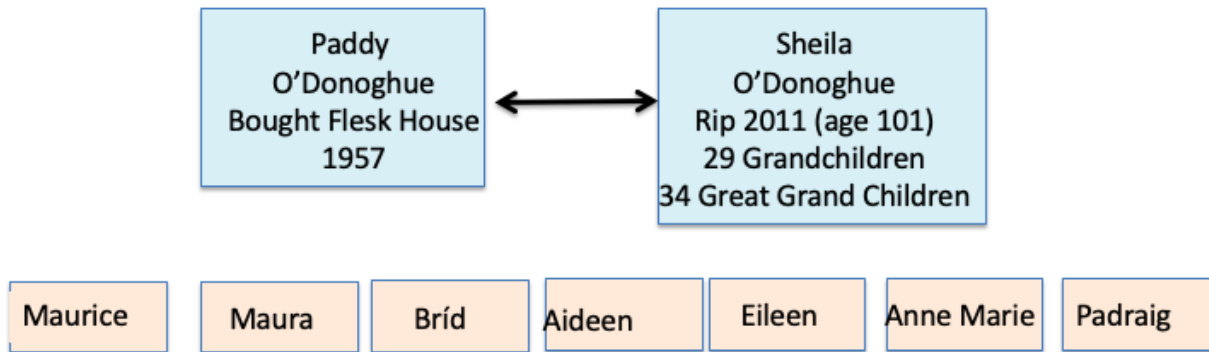 Paddy
O’Donoghue
Bought Flesk House
1957
Sheila
O’Donoghue
Rip 2011 (age 101)
29 Grandchildren
34 Great Grand Children
Maurice
Maura
Bríd
Aideen
Eileen
Anne Marie
Padraig